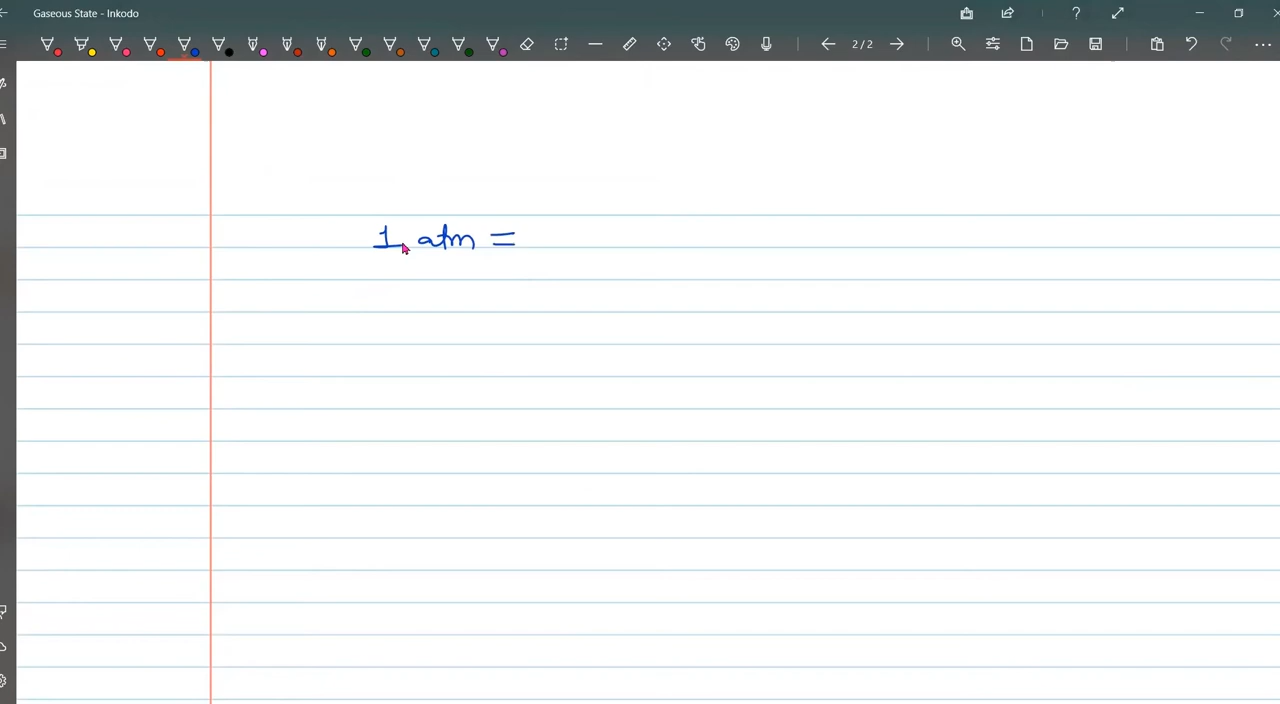 Gaseous State - Inkodo
2/2
1 atm =